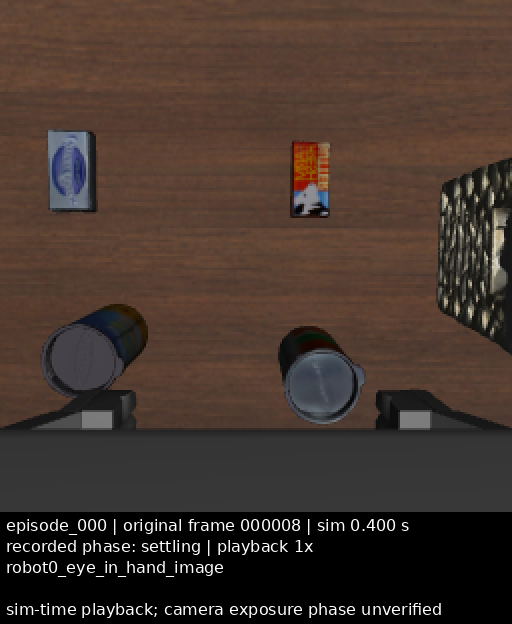 episode_000 | original frame 000008 | sim 0.400 s
recorded phase: settling | playback 1x
robot0_eye_in_hand_image
sim-time playback; camera exposure phase unverified